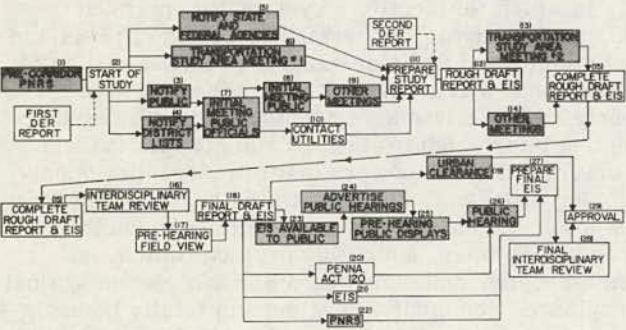 (1)
PRE-CORRIDOR
PNRS
(2)
START OF
STUDY
FIRST
DER REPORT
(5)
NOTIFY STATE
AND
FEDERAL AGENCIES
(6)
TRANSPORTATION
STUDY AREA MEETING #1
(3)
NOTIFY
PUBLIC
(4)
NOTIFY
DISTRICT
LISTS
(7)
INITIAL
MEETING
PUBLIC
OFFICIALS
(8)
INITIAL
PUBLIC
(9)
OTHER
MEETINGS
(10)
CONTACT
UTILITIES
SECOND
DER
REPORT
(11)
PREPARE
STUDY
REPORT
(12)
ROUGH DRAFT
REPORT & EIS
(13)
TRANSPORTATION
STUDY AREA
MEETING #2
(14)
OTHER
MEETINGS
(15)
COMPLETE
ROUGH DRAFT
REPORT & EIS
(15)
COMPLETE
ROUGH DRAFT
REPORT & EIS
(16)
INTERDISCIPLINARY
TEAM REVIEW
(17)
PRE-HEARING
FIELD VIEW
(18)
FINAL DRAFT
REPORT & EIS
URBAN
CLEARANCE
(19)
(23)
EIS AVAILABLE
TO PUBLIC
(24)
ADVERTISE
PUBLIC HEARINGS
(25)
PRE-HEARING
PUBLIC DISPLAYS
(26)
PUBLIC
HEARING
(27)
PREPARE
FINAL
EIS
(20)
PENNA.
ACT 120
EIS
(21)
PNRS
(22)
(28)
FINAL
INTERDISCIPLINARY
TEAM REVIEW
(29)
APPROVAL